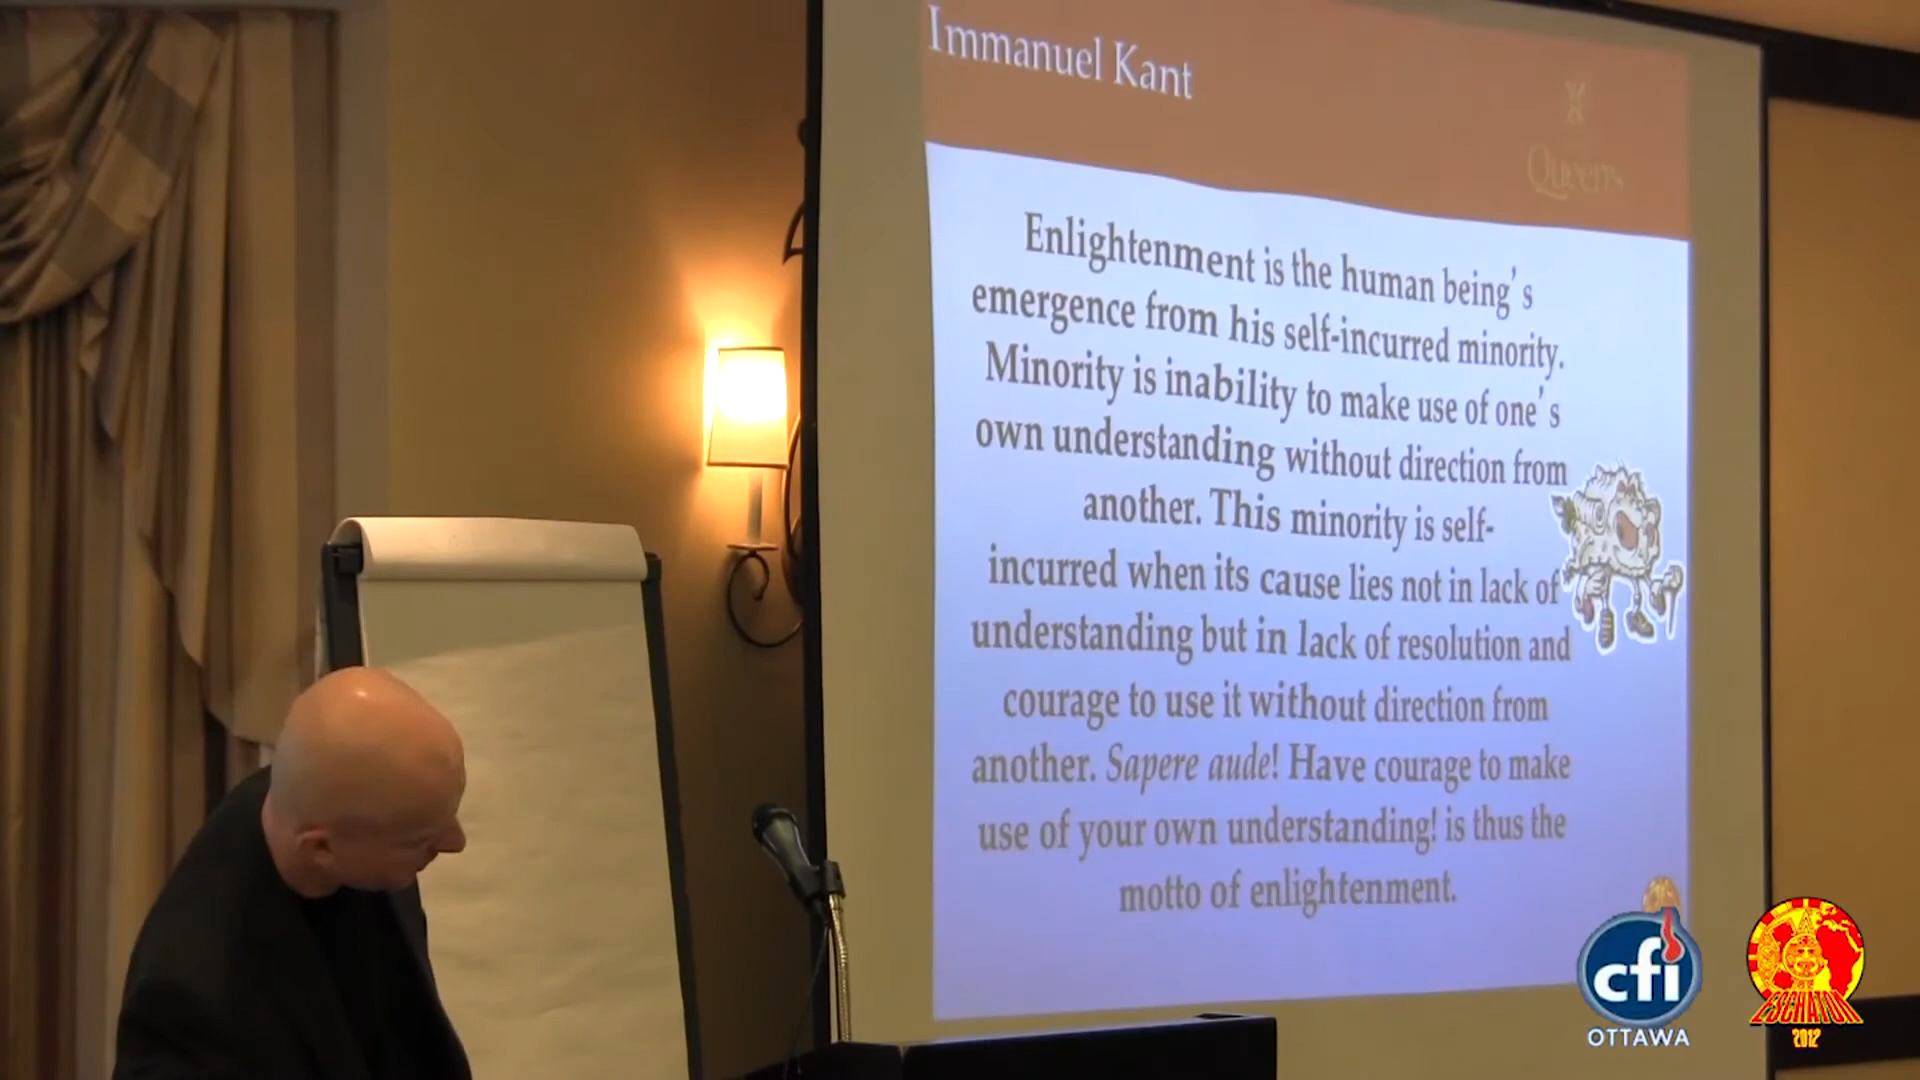 Immanuel Kant
Queen's
Enlightenment is the human being's
emergence from his self-incurred minority.
Minority is inability to make use of one's
own understanding without direction from
another. This minority is self-
incurred when its cause lies not in lack of
understanding but in lack of resolution and
courage to use it without direction from
another. Sapere aude! Have courage to make
use of your own understanding! is thus the
motto of enlightenment.
cfi
OTTAWA
ESCHATON
2012